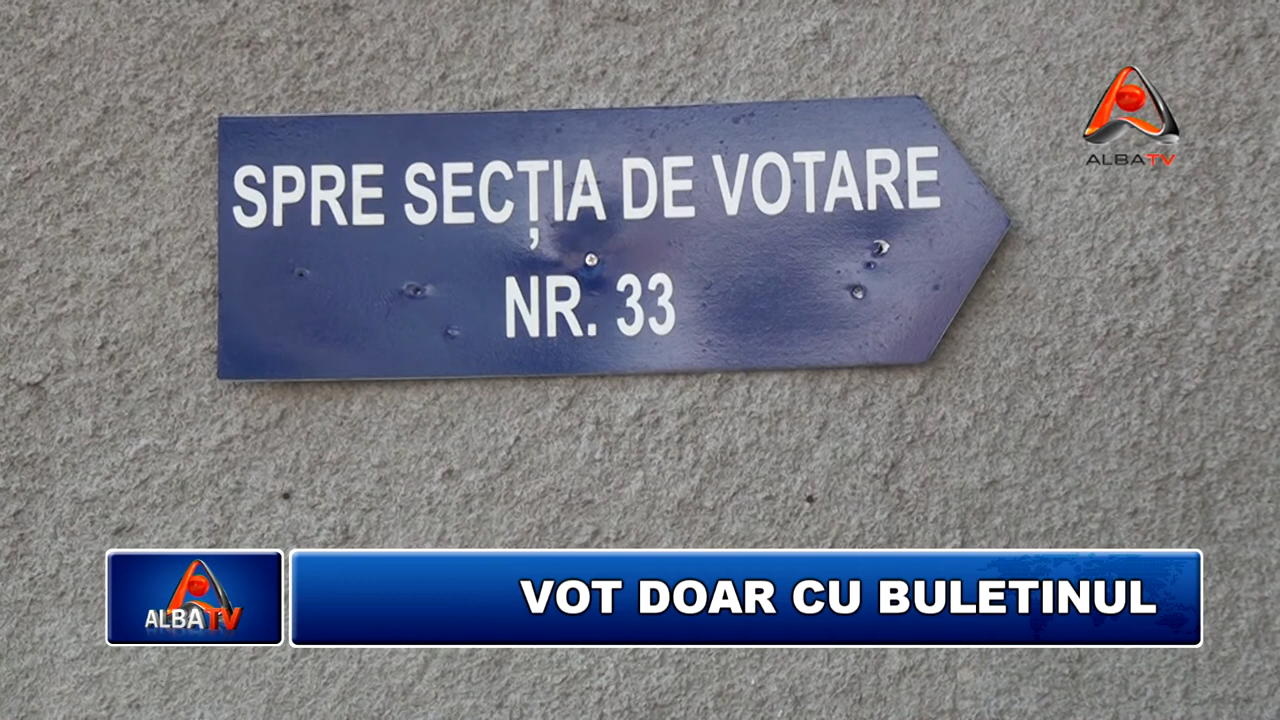 ALBATV
SPRE SECȚIA DE VOTARE
NR. 33
ALBATV
VOT DOAR CU BULETINUL